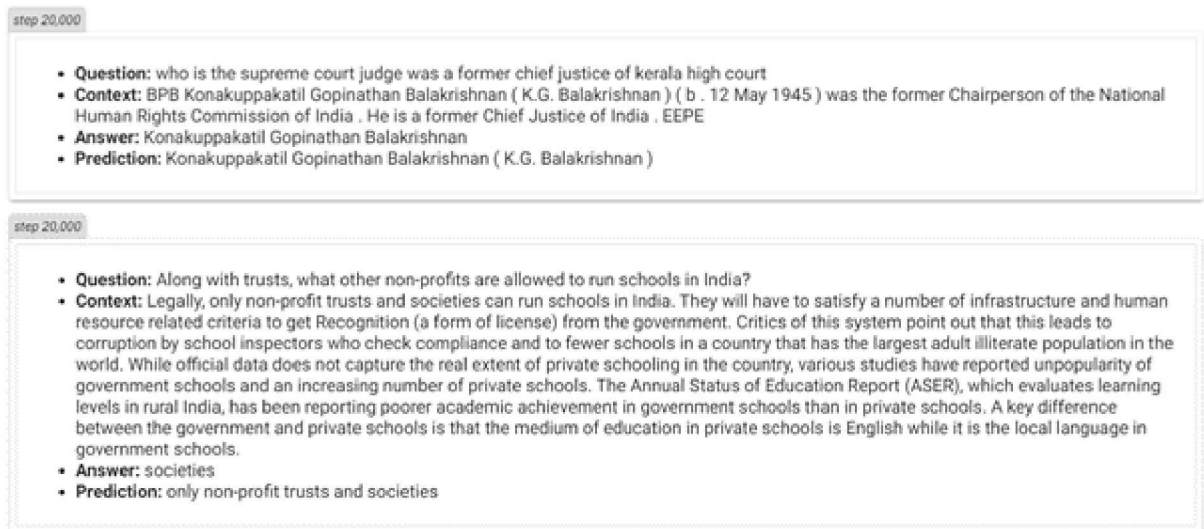 step 20,000
• Question: who is the supreme court judge was a former chief justice of kerala high court
• Context: BPB Konakuppakatil Gopinathan Balakrishnan ( K.G. Balakrishnan ) ( b . 12 May 1945 ) was the former Chairperson of the National
Human Rights Commission of India . He is a former Chief Justice of India . EEPE
• Answer: Konakuppakatil Gopinathan Balakrishnan
• Prediction: Konakuppakatil Gopinathan Balakrishnan ( K.G. Balakrishnan )
step 20,000
• Question: Along with trusts, what other non-profits are allowed to run schools in India?
• Context: Legally, only non-profit trusts and societies can run schools in India. They will have to satisfy a number of infrastructure and human
resource related criteria to get Recognition (a form of license) from the government. Critics of this system point out that this leads to
corruption by school inspectors who check compliance and to fewer schools in a country that has the largest adult illiterate population in the
world. While official data does not capture the real extent of private schooling in the country, various studies have reported unpopularity of
government schools and an increasing number of private schools. The Annual Status of Education Report (ASER), which evaluates learning
levels in rural India, has been reporting poorer academic achievement in government schools than in private schools. A key difference
between the government and private schools is that the medium of education in private schools is English while it is the local language in
government schools.
• Answer: societies
• Prediction: only non-profit trusts and societies